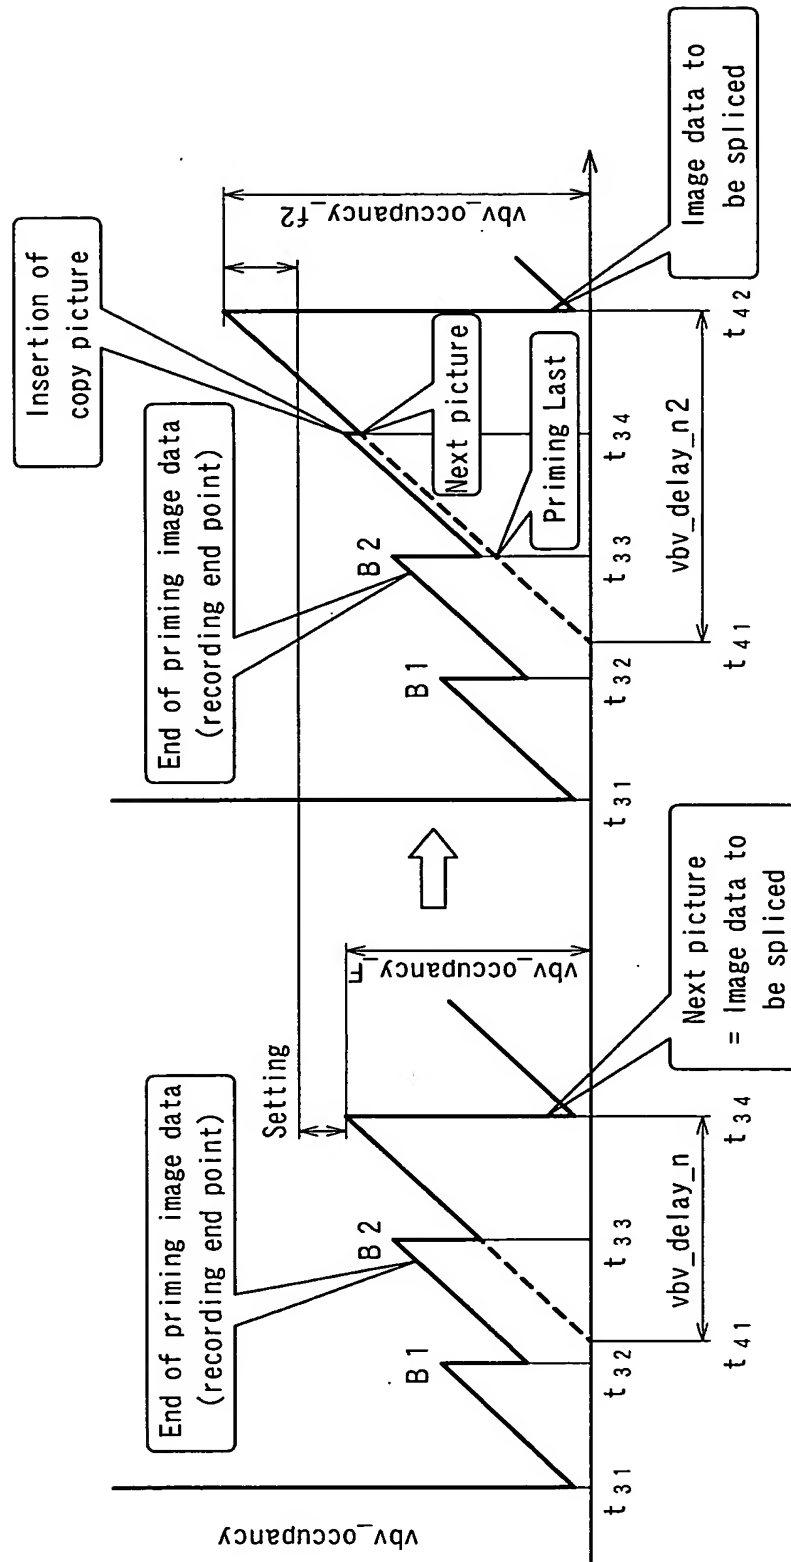 vbv_occupancy
End of priming image data
(recording end point)
Setting
B1
B2
vbv_occupancy_F
t31
t32
t41
t33
t34
vbv_delay_n
Next picture
= Image data to
be spliced
End of priming image data
(recording end point)
Insertion of
copy picture
B1
B2
vbv_occupancy_f2
Next picture
Priming Last
t31
t32
t41
t33
t34
t42
vbv_delay_n2
Image data to
be spliced